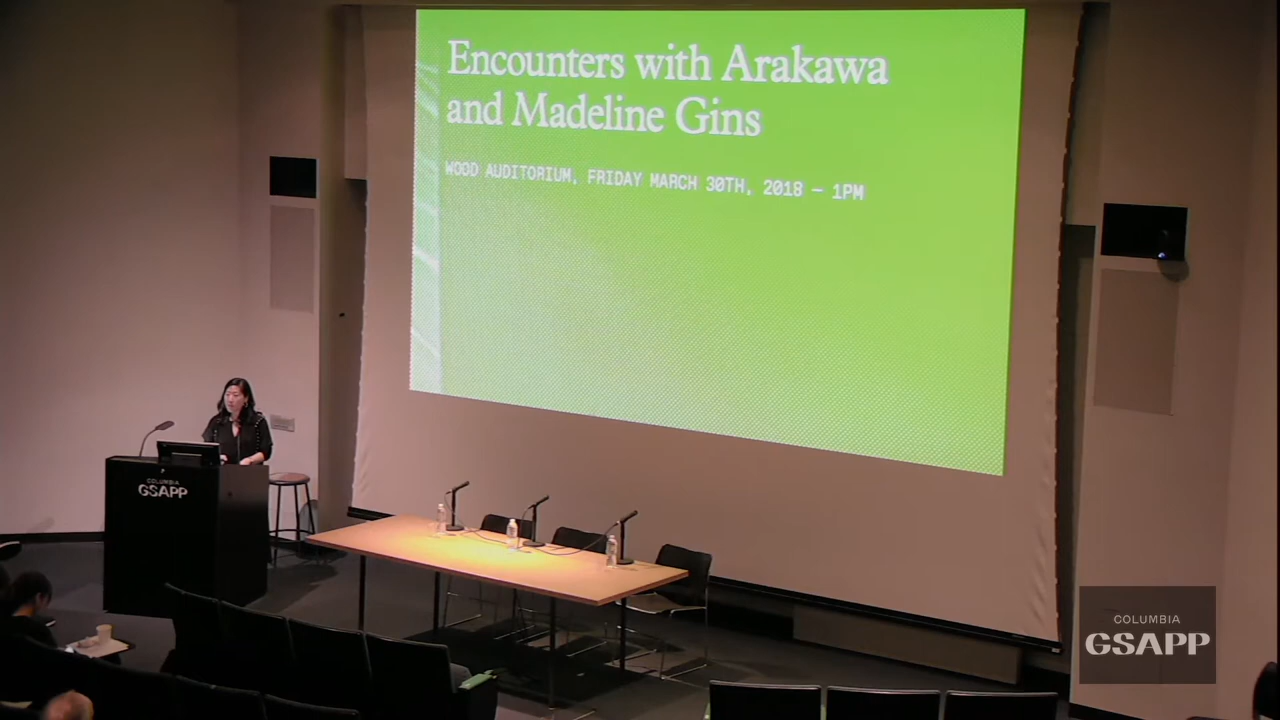 Encounters with Arakawa
and Madeline Gins
WOOD AUDITORIUM, FRIDAY MARCH 30TH, 2018 – 1PM
COLUMBIA
GSAPP
COLUMBIA
GSAPP